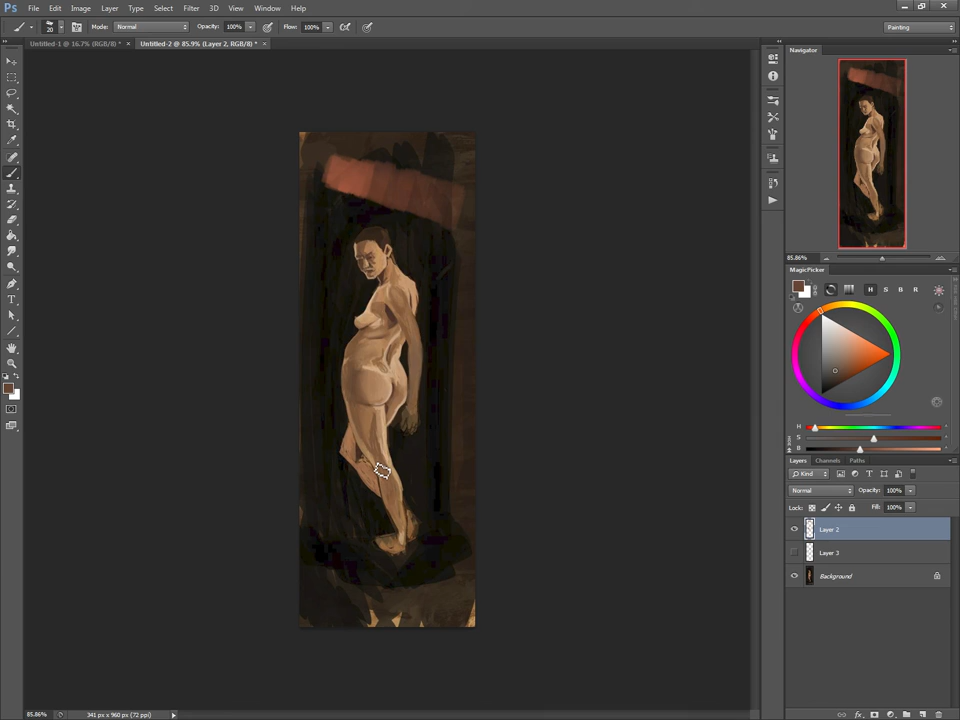 Ps File Edit Image Layer Type Select Filter 3D View Window Help
20 Mode: Normal Opacity: 100% Flow: 100% Painting
Untitled-1 @ 16.7% (RGB/8) * × Untitled-2 @ 85.9% (Layer 2, RGB/8) * ×
Navigator
85.86%
MagicPicker
H S B R
H
S
B
Layers Channels Paths
Kind
Normal Opacity: 100%
Lock: Fill: 100%
Layer 2
Layer 3
Background
85.86% 341 px x 960 px (72 ppi)